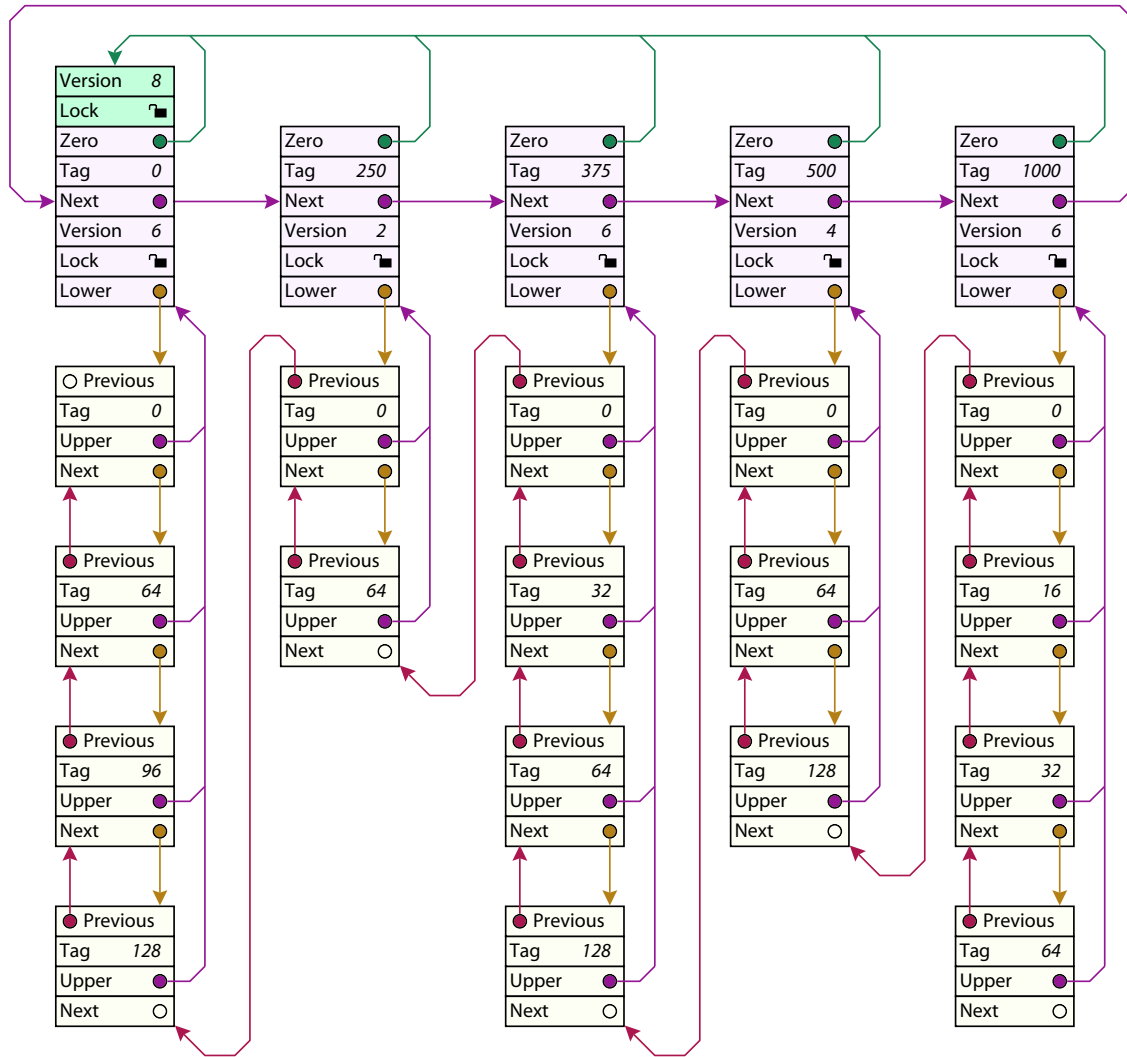 Version 8
Lock
Zero
Tag 0
Next
Version 6
Lock
Lower
Previous
Tag 0
Upper
Next
Previous
Tag 64
Upper
Next
Previous
Tag 96
Upper
Next
Previous
Tag 128
Upper
Next
Zero
Tag 250
Next
Version 2
Lock
Lower
Previous
Tag 0
Upper
Next
Previous
Tag 64
Upper
Next
Zero
Tag 375
Next
Version 6
Lock
Lower
Previous
Tag 0
Upper
Next
Previous
Tag 32
Upper
Next
Previous
Tag 64
Upper
Next
Previous
Tag 128
Upper
Next
Zero
Tag 500
Next
Version 4
Lock
Lower
Previous
Tag 0
Upper
Next
Previous
Tag 64
Upper
Next
Previous
Tag 128
Upper
Next
Zero
Tag 1000
Next
Version 6
Lock
Lower
Previous
Tag 0
Upper
Next
Previous
Tag 16
Upper
Next
Previous
Tag 32
Upper
Next
Previous
Tag 64
Upper
Next